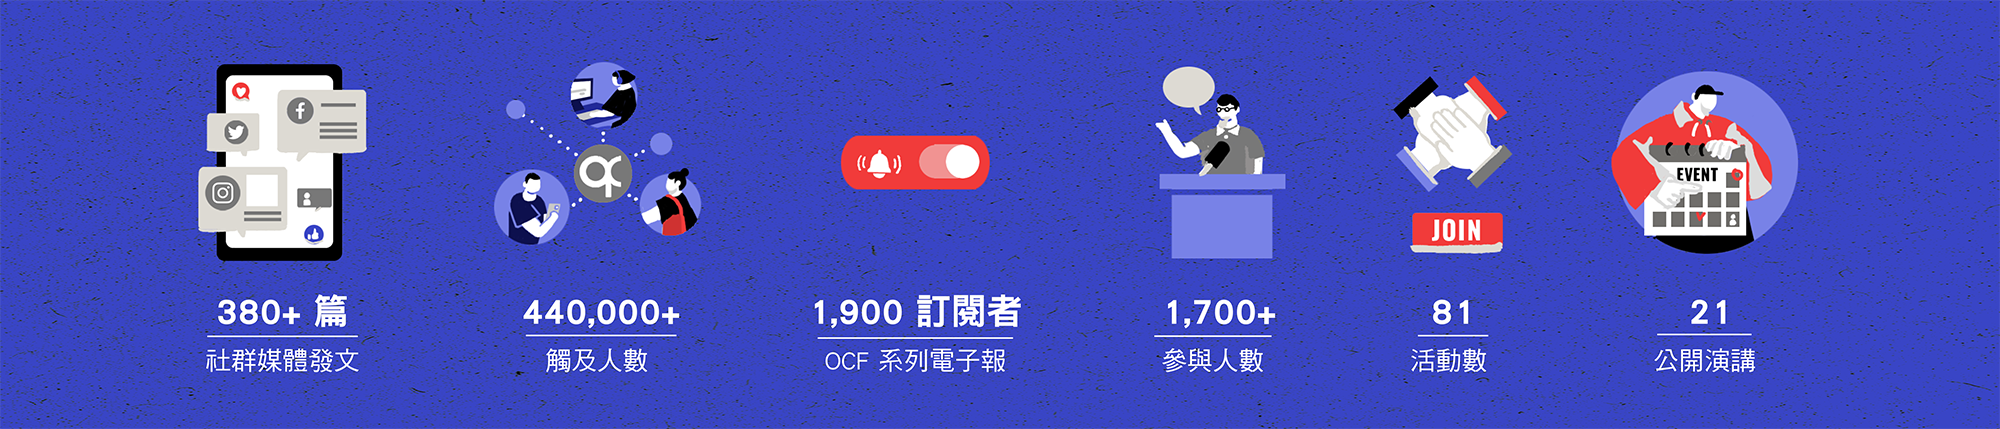 EVENT
JOIN
380+ 篇
社群媒體發文
440,000+
觸及人數
1,900 訂閱者
OCF 系列電子報
1,700+
參與人數
81
活動數
21
公開演講